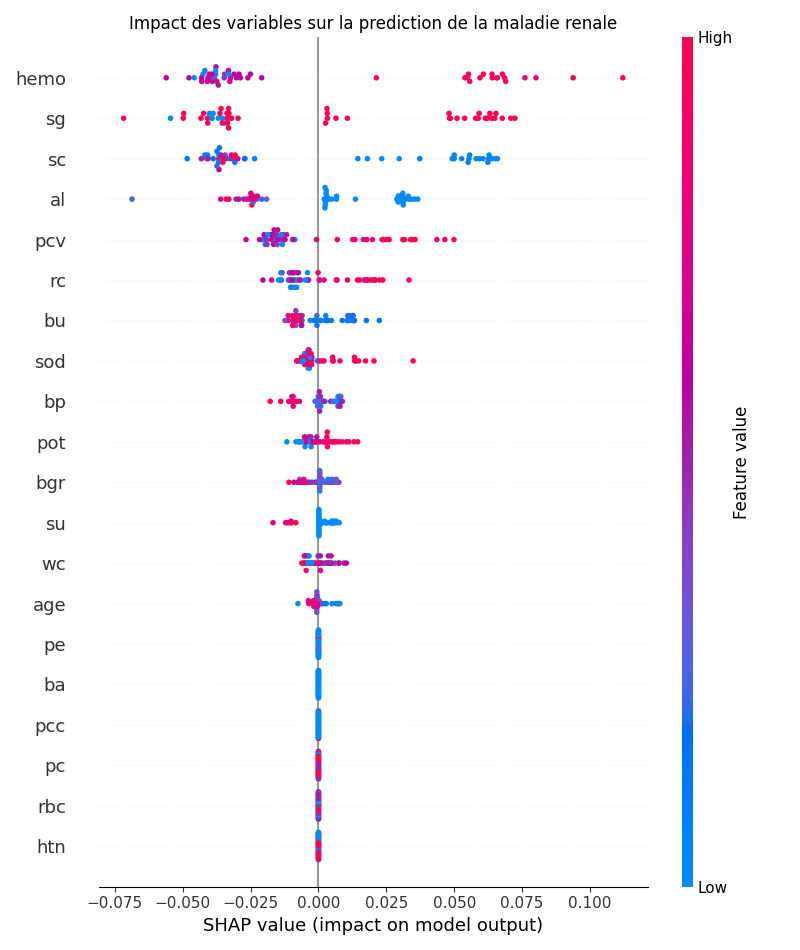 Impact des variables sur la prediction de la maladie renale
High
hemo
sg
sc
al
pcv
rc
bu
sod
bp
pot
bgr
su
wc
age
pe
ba
pcc
pc
rbc
htn
Feature value
Low
−0.075 −0.050 −0.025 0.000 0.025 0.050 0.075 0.100
SHAP value (impact on model output)